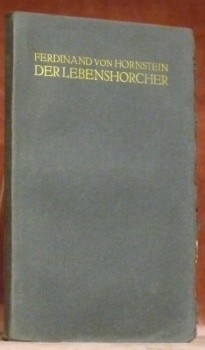 FERDINAND VON HORNSTEIN
DER LEBENSHORCHER